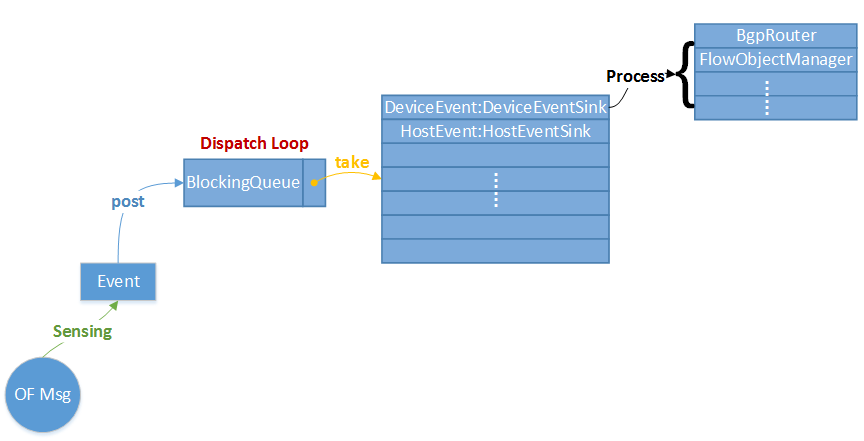 BgpRouter
FlowObjectManager
Process
DeviceEvent:DeviceEventSink
HostEvent:HostEventSink
Dispatch Loop
take
BlockingQueue
post
Event
Sensing
OF Msg